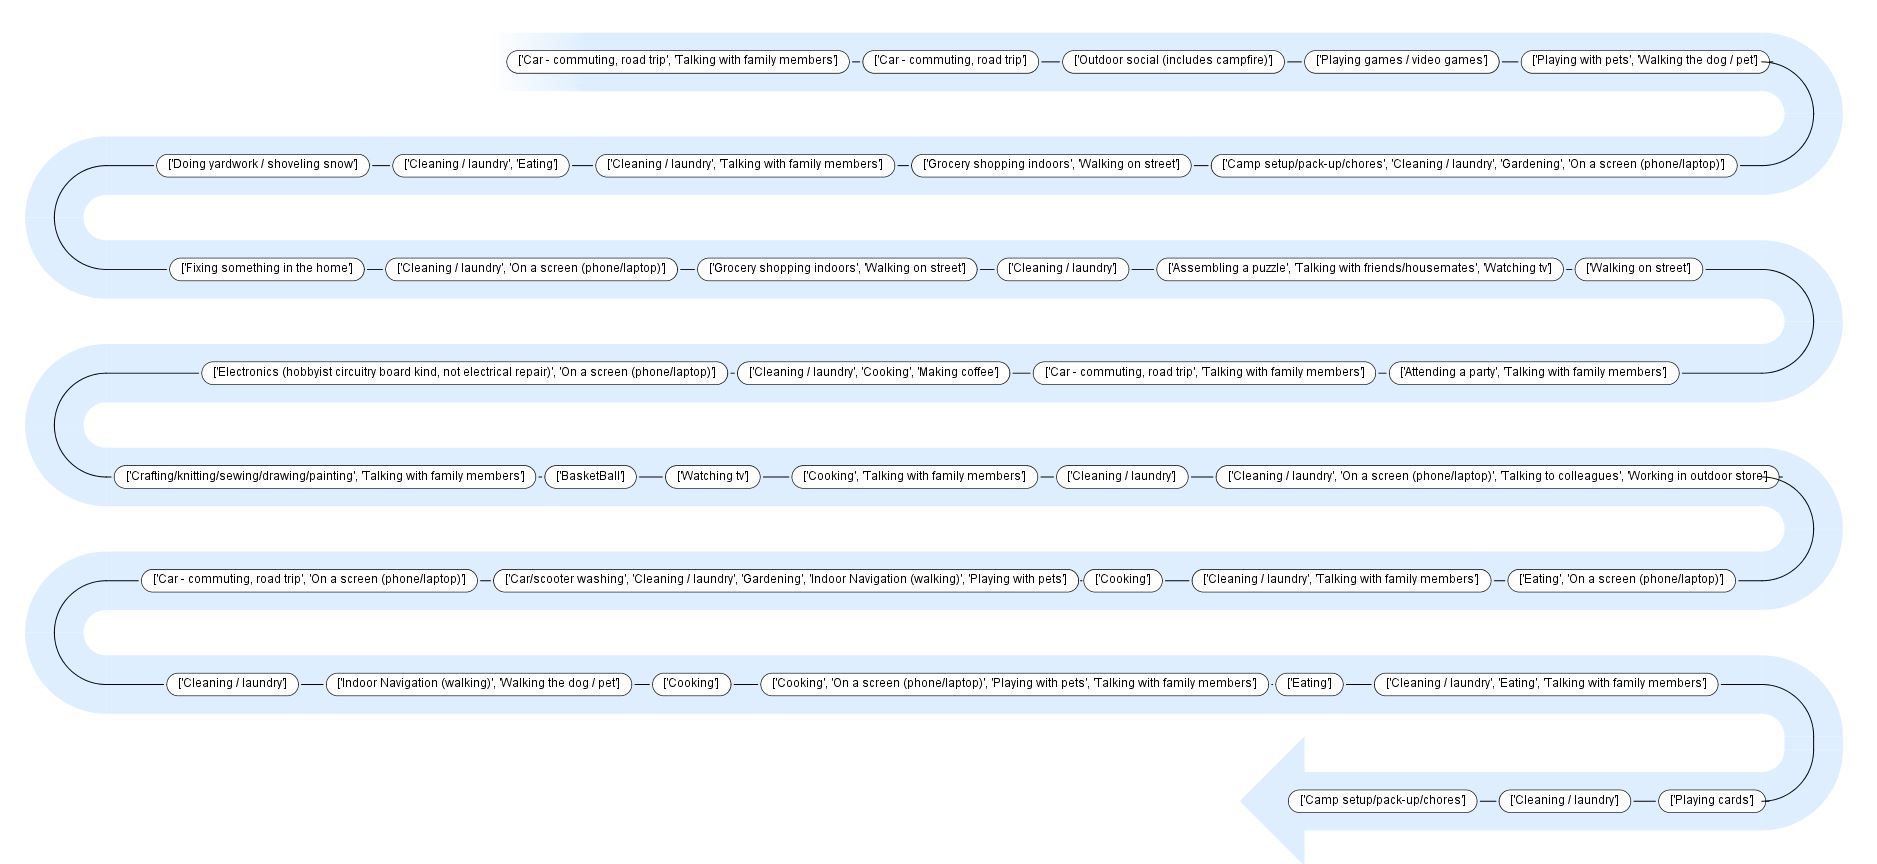 ['Car - commuting, road trip', 'Talking with family members'] ['Car - commuting, road trip'] ['Outdoor social (includes campfire)'] ['Playing games / video games'] ['Playing with pets', 'Walking the dog / pet']
['Doing yardwork / shoveling snow'] ['Cleaning / laundry', 'Eating'] ['Cleaning / laundry', 'Talking with family members'] ['Grocery shopping indoors', 'Walking on street'] ['Camp setup/pack-up/chores', 'Cleaning / laundry', 'Gardening', 'On a screen (phone/laptop)']
['Fixing something in the home'] ['Cleaning / laundry', 'On a screen (phone/laptop)'] ['Grocery shopping indoors', 'Walking on street'] ['Cleaning / laundry'] ['Assembling a puzzle', 'Talking with friends/housemates', 'Watching tv'] ['Walking on street']
['Electronics (hobbyist circuitry board kind, not electrical repair)', 'On a screen (phone/laptop)'] ['Cleaning / laundry', 'Cooking', 'Making coffee'] ['Car - commuting, road trip', 'Talking with family members'] ['Attending a party', 'Talking with family members']
['Crafting/knitting/sewing/drawing/painting', 'Talking with family members'] ['BasketBall'] ['Watching tv'] ['Cooking', 'Talking with family members'] ['Cleaning / laundry'] ['Cleaning / laundry', 'On a screen (phone/laptop)', 'Talking to colleagues', 'Working in outdoor store']
['Car - commuting, road trip', 'On a screen (phone/laptop)'] ['Car/scooter washing', 'Cleaning / laundry', 'Gardening', 'Indoor Navigation (walking)', 'Playing with pets'] ['Cooking'] ['Cleaning / laundry', 'Talking with family members'] ['Eating', 'On a screen (phone/laptop)']
['Cleaning / laundry'] ['Indoor Navigation (walking)', 'Walking the dog / pet'] ['Cooking'] ['Cooking', 'On a screen (phone/laptop)', 'Playing with pets', 'Talking with family members'] ['Eating'] ['Cleaning / laundry', 'Eating', 'Talking with family members']
['Camp setup/pack-up/chores'] ['Cleaning / laundry'] ['Playing cards']